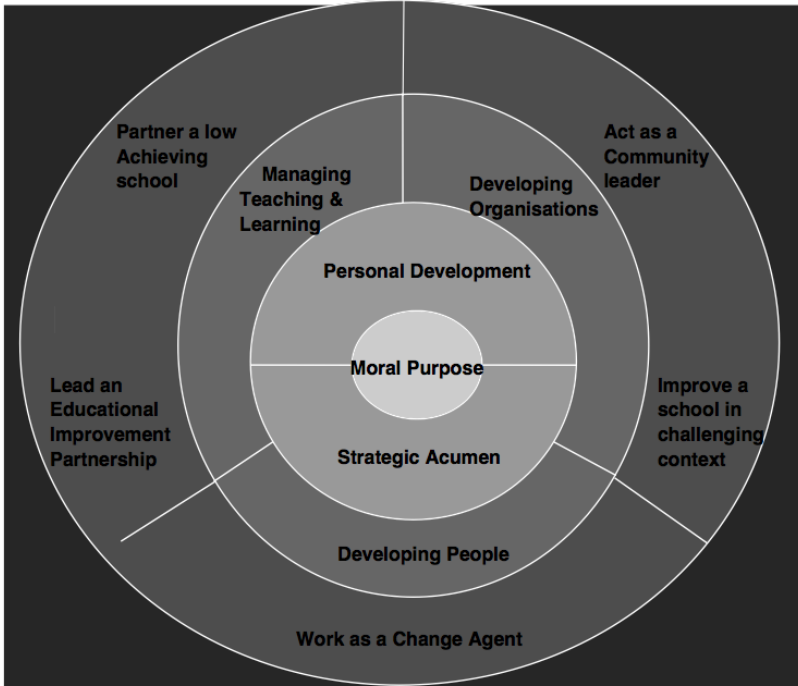 Partner a low
Achieving
school
Act as a
Community
leader
Managing
Teaching &
Learning
Developing
Organisations
Personal Development
Moral Purpose
Lead an
Educational
Improvement
Partnership
Improve a
school in
challenging
context
Strategic Acumen
Developing People
Work as a Change Agent